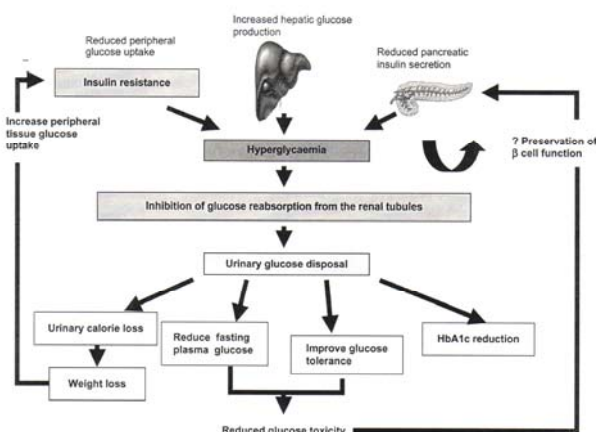 Increased hepatic glucose
production
Reduced peripheral
glucose uptake
Reduced pancreatic
insulin secretion
Insulin resistance
Increase peripheral
tissue glucose
uptake
Hyperglycaemia
? Preservation of
β cell function
Inhibition of glucose reabsorption from the renal tubules
Urinary glucose disposal
Urinary calorie loss
Reduce fasting
plasma glucose
Improve glucose
tolerance
HbA1c reduction
Weight loss
Reduced glucose toxicity